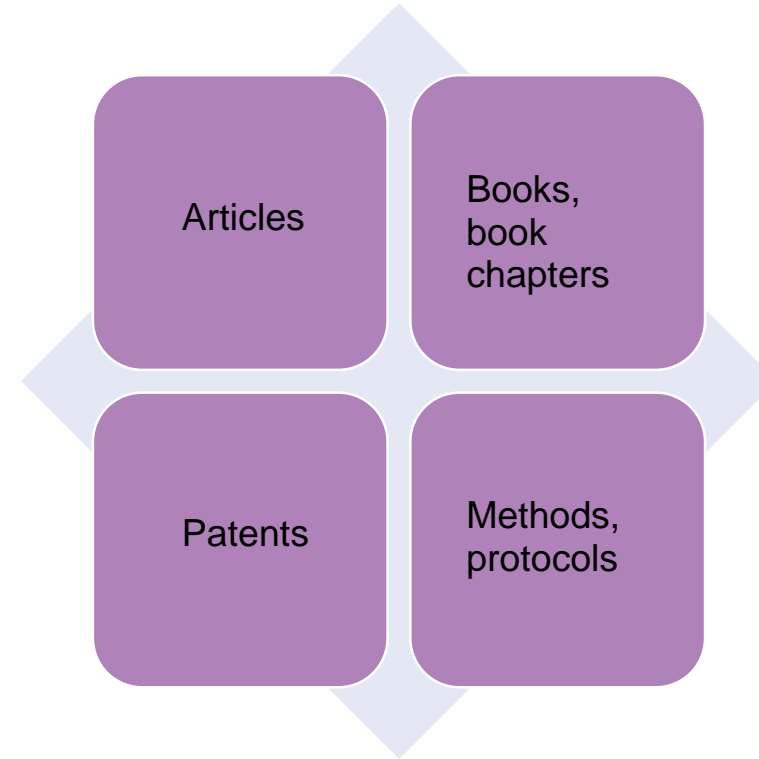 Articles
Books,
book
chapters
Patents
Methods,
protocols